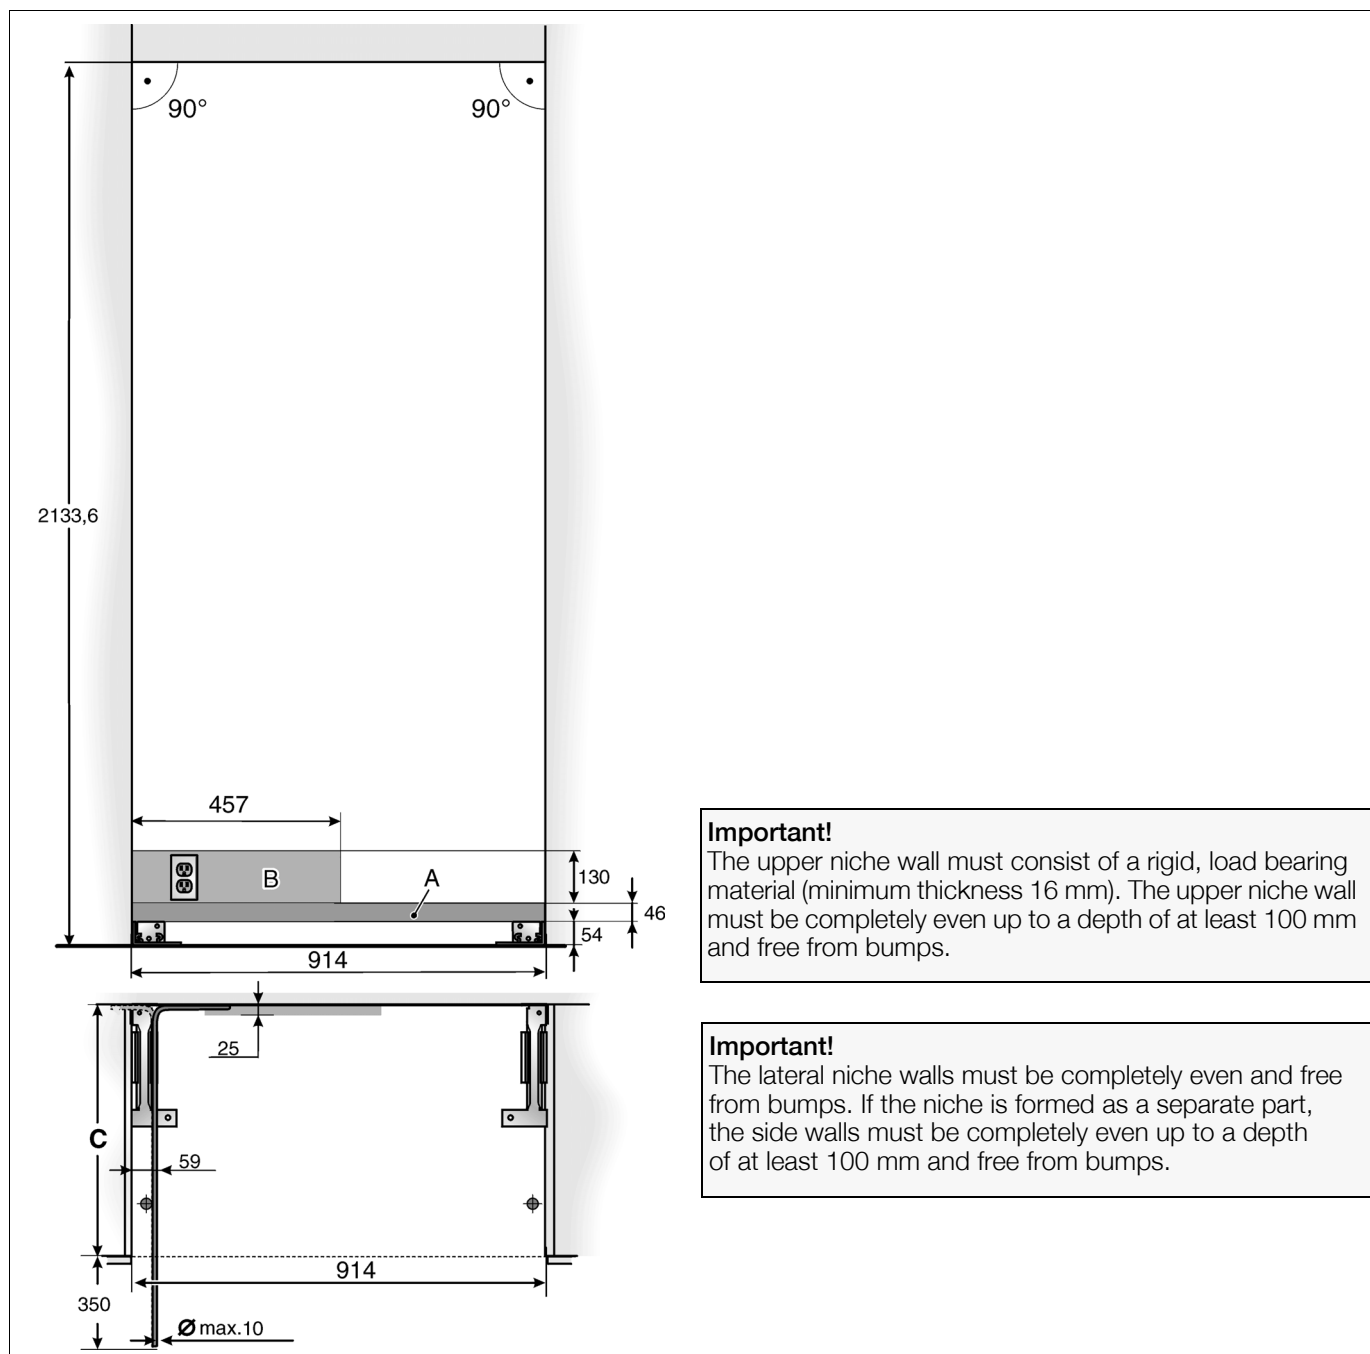 90°
90°
2133,6
457
B
A
130
46
54
914
25
C
59
914
350
Ø max.10
Important!
The upper niche wall must consist of a rigid, load bearing
material (minimum thickness 16 mm). The upper niche wall
must be completely even up to a depth of at least 100 mm
and free from bumps.
Important!
The lateral niche walls must be completely even and free
from bumps. If the niche is formed as a separate part,
the side walls must be completely even up to a depth
of at least 100 mm and free from bumps.